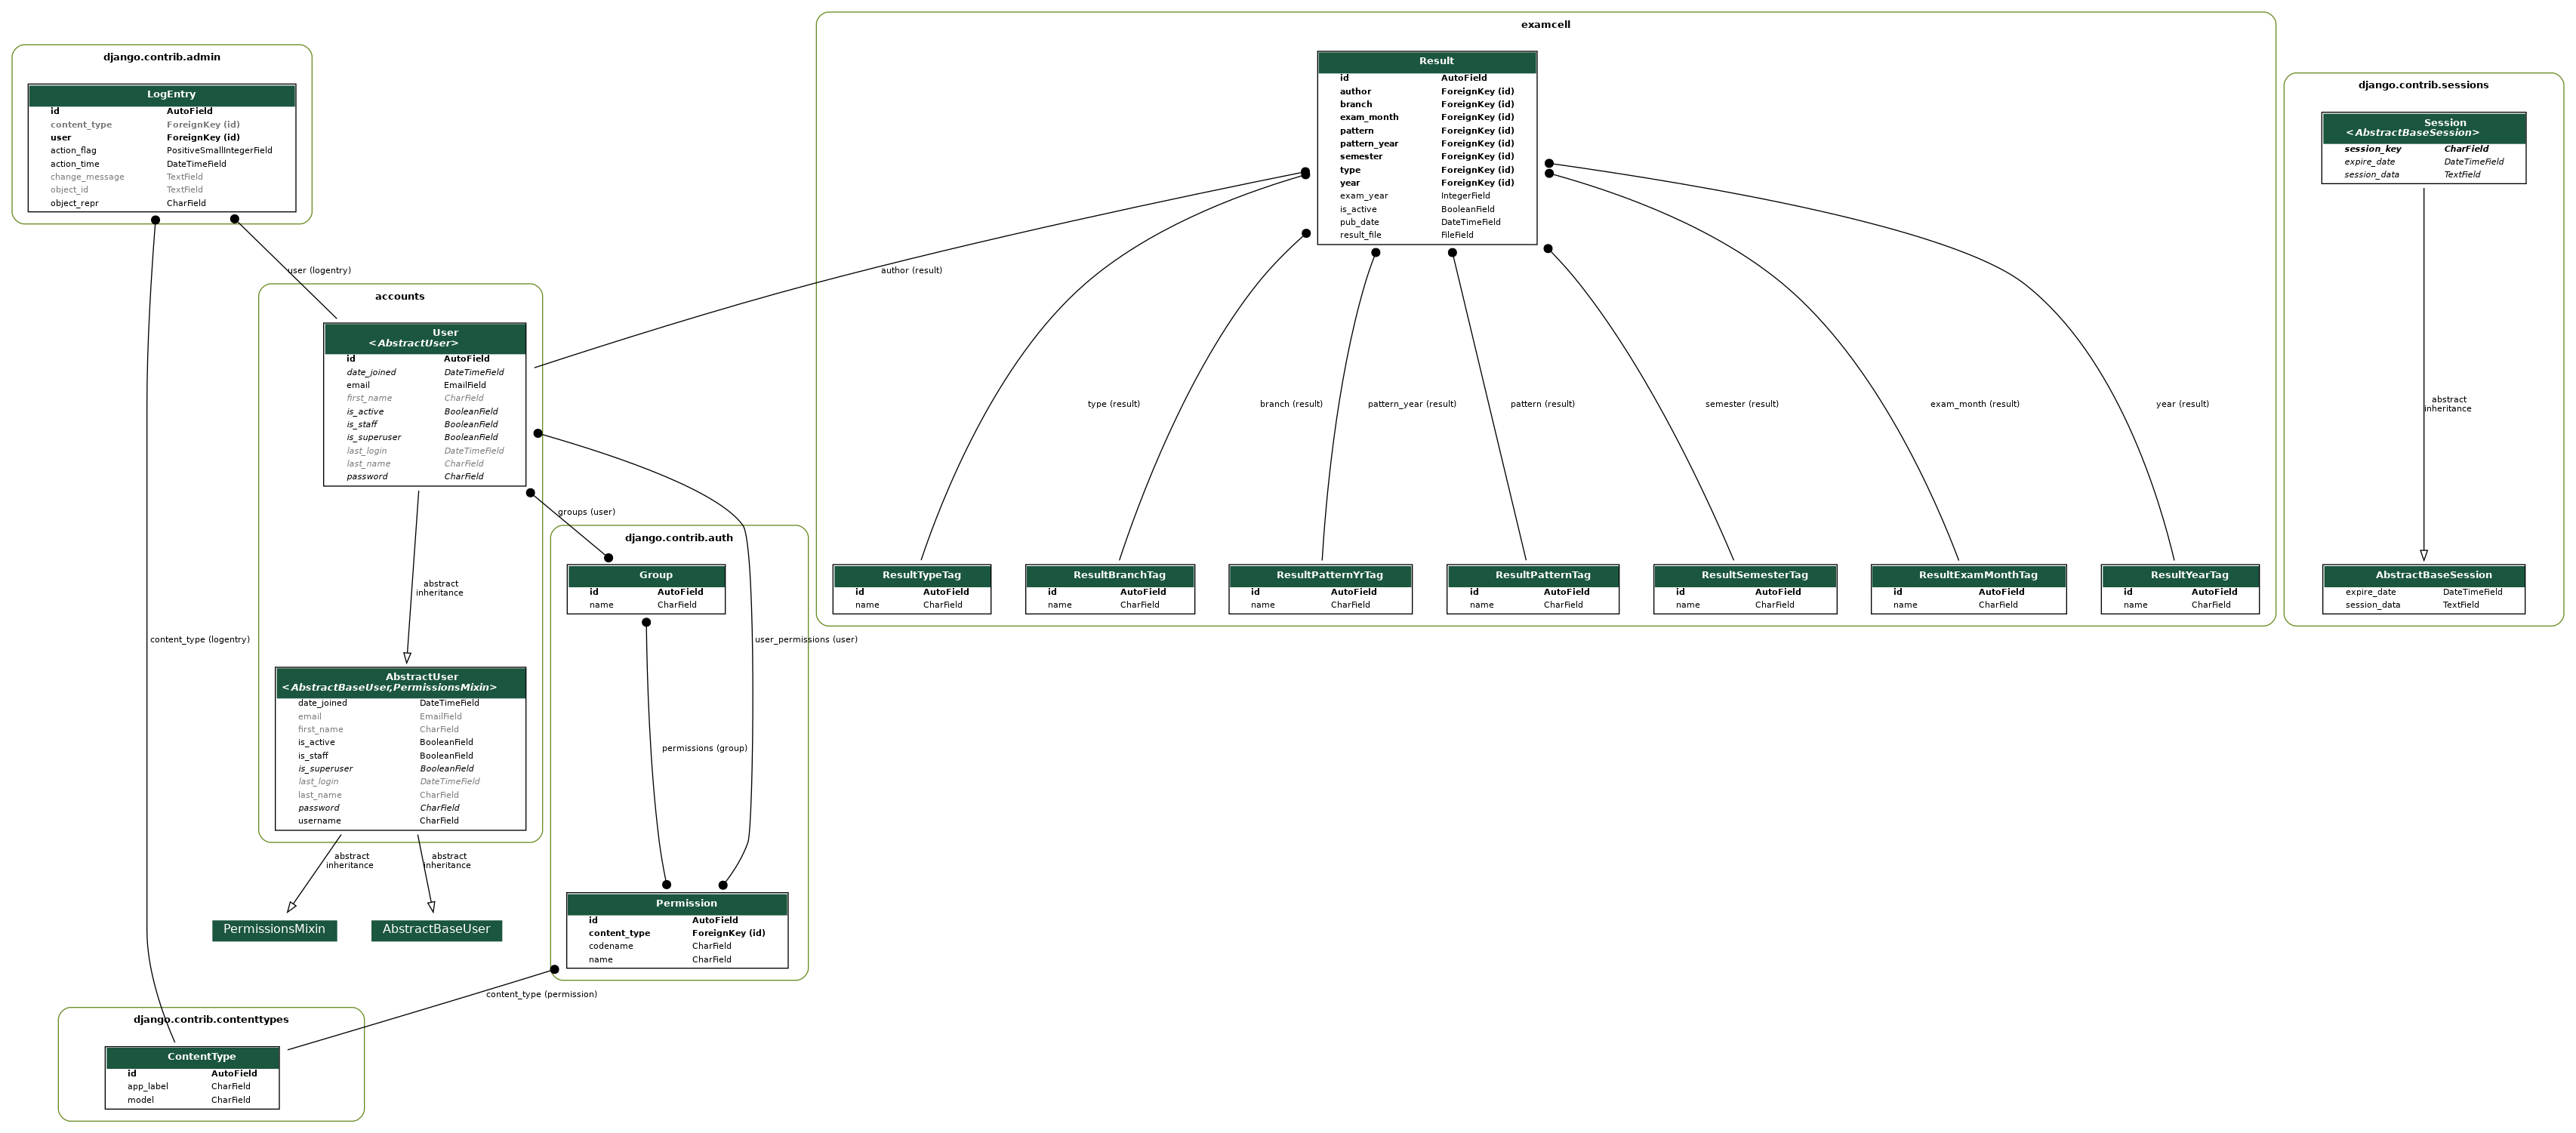 django.contrib.admin
LogEntry
id AutoField
content_type ForeignKey (id)
user ForeignKey (id)
action_flag PositiveSmallIntegerField
action_time DateTimeField
change_message TextField
object_id TextField
object_repr CharField
user (logentry)
content_type (logentry)
accounts
User
<AbstractUser>
id AutoField
date_joined DateTimeField
email EmailField
first_name CharField
is_active BooleanField
is_staff BooleanField
is_superuser BooleanField
last_login DateTimeField
last_name CharField
password CharField
abstract
inheritance
AbstractUser
<AbstractBaseUser,PermissionsMixin>
date_joined DateTimeField
email EmailField
first_name CharField
is_active BooleanField
is_staff BooleanField
is_superuser BooleanField
last_login DateTimeField
last_name CharField
password CharField
username CharField
abstract
inheritance
abstract
inheritance
PermissionsMixin
AbstractBaseUser
groups (user)
user_permissions (user)
django.contrib.auth
Group
id AutoField
name CharField
permissions (group)
Permission
id AutoField
content_type ForeignKey (id)
codename CharField
name CharField
content_type (permission)
django.contrib.contenttypes
ContentType
id AutoField
app_label CharField
model CharField
examcell
Result
id AutoField
author ForeignKey (id)
branch ForeignKey (id)
exam_month ForeignKey (id)
pattern ForeignKey (id)
pattern_year ForeignKey (id)
semester ForeignKey (id)
type ForeignKey (id)
year ForeignKey (id)
exam_year IntegerField
is_active BooleanField
pub_date DateTimeField
result_file FileField
author (result)
type (result)
branch (result)
pattern_year (result)
pattern (result)
semester (result)
exam_month (result)
year (result)
ResultTypeTag
id AutoField
name CharField
ResultBranchTag
id AutoField
name CharField
ResultPatternYrTag
id AutoField
name CharField
ResultPatternTag
id AutoField
name CharField
ResultSemesterTag
id AutoField
name CharField
ResultExamMonthTag
id AutoField
name CharField
ResultYearTag
id AutoField
name CharField
django.contrib.sessions
Session
<AbstractBaseSession>
session_key CharField
expire_date DateTimeField
session_data TextField
abstract
inheritance
AbstractBaseSession
expire_date DateTimeField
session_data TextField